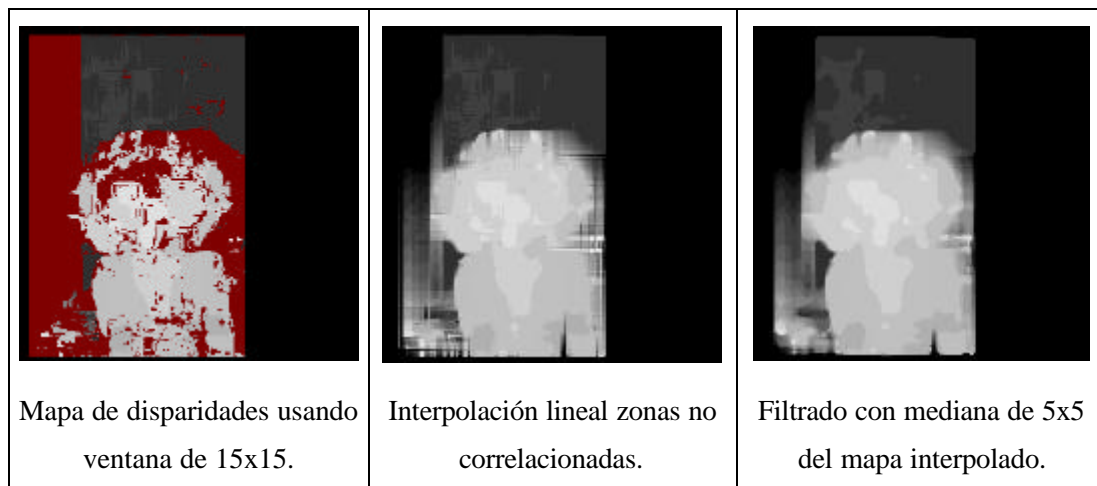 Mapa de disparidades usando
ventana de 15x15.
Interpolación lineal zonas no
correlacionadas.
Filtrado con mediana de 5x5
del mapa interpolado.